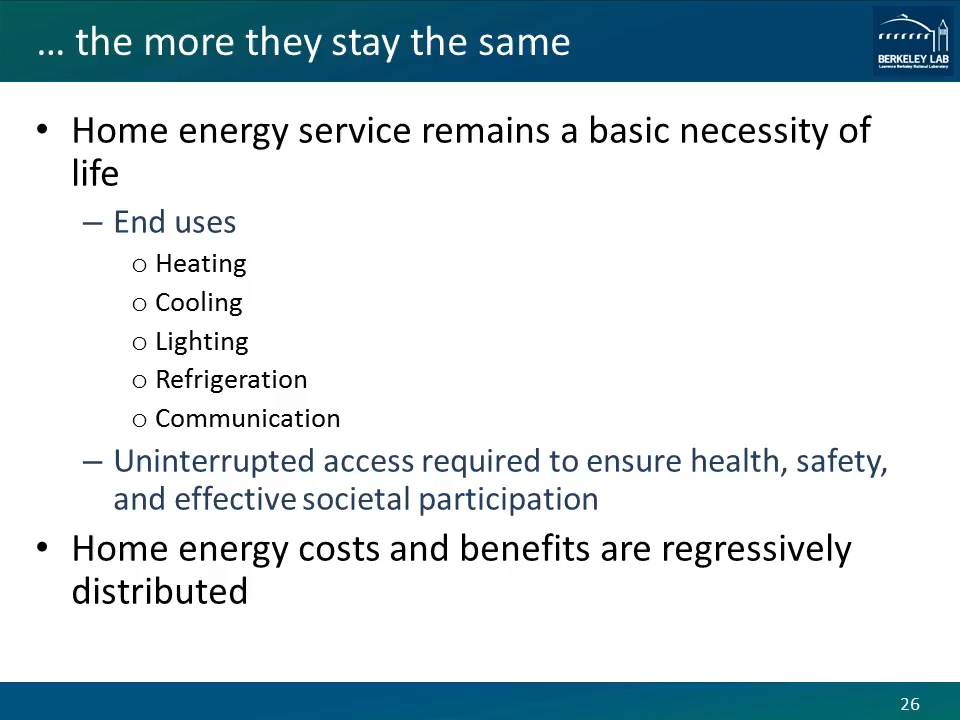 … the more they stay the same
BERKELEY LAB
Lawrence Berkeley National Laboratory
• Home energy service remains a basic necessity of
life
– End uses
o Heating
o Cooling
o Lighting
o Refrigeration
o Communication
– Uninterrupted access required to ensure health, safety,
and effective societal participation
• Home energy costs and benefits are regressively
distributed
26